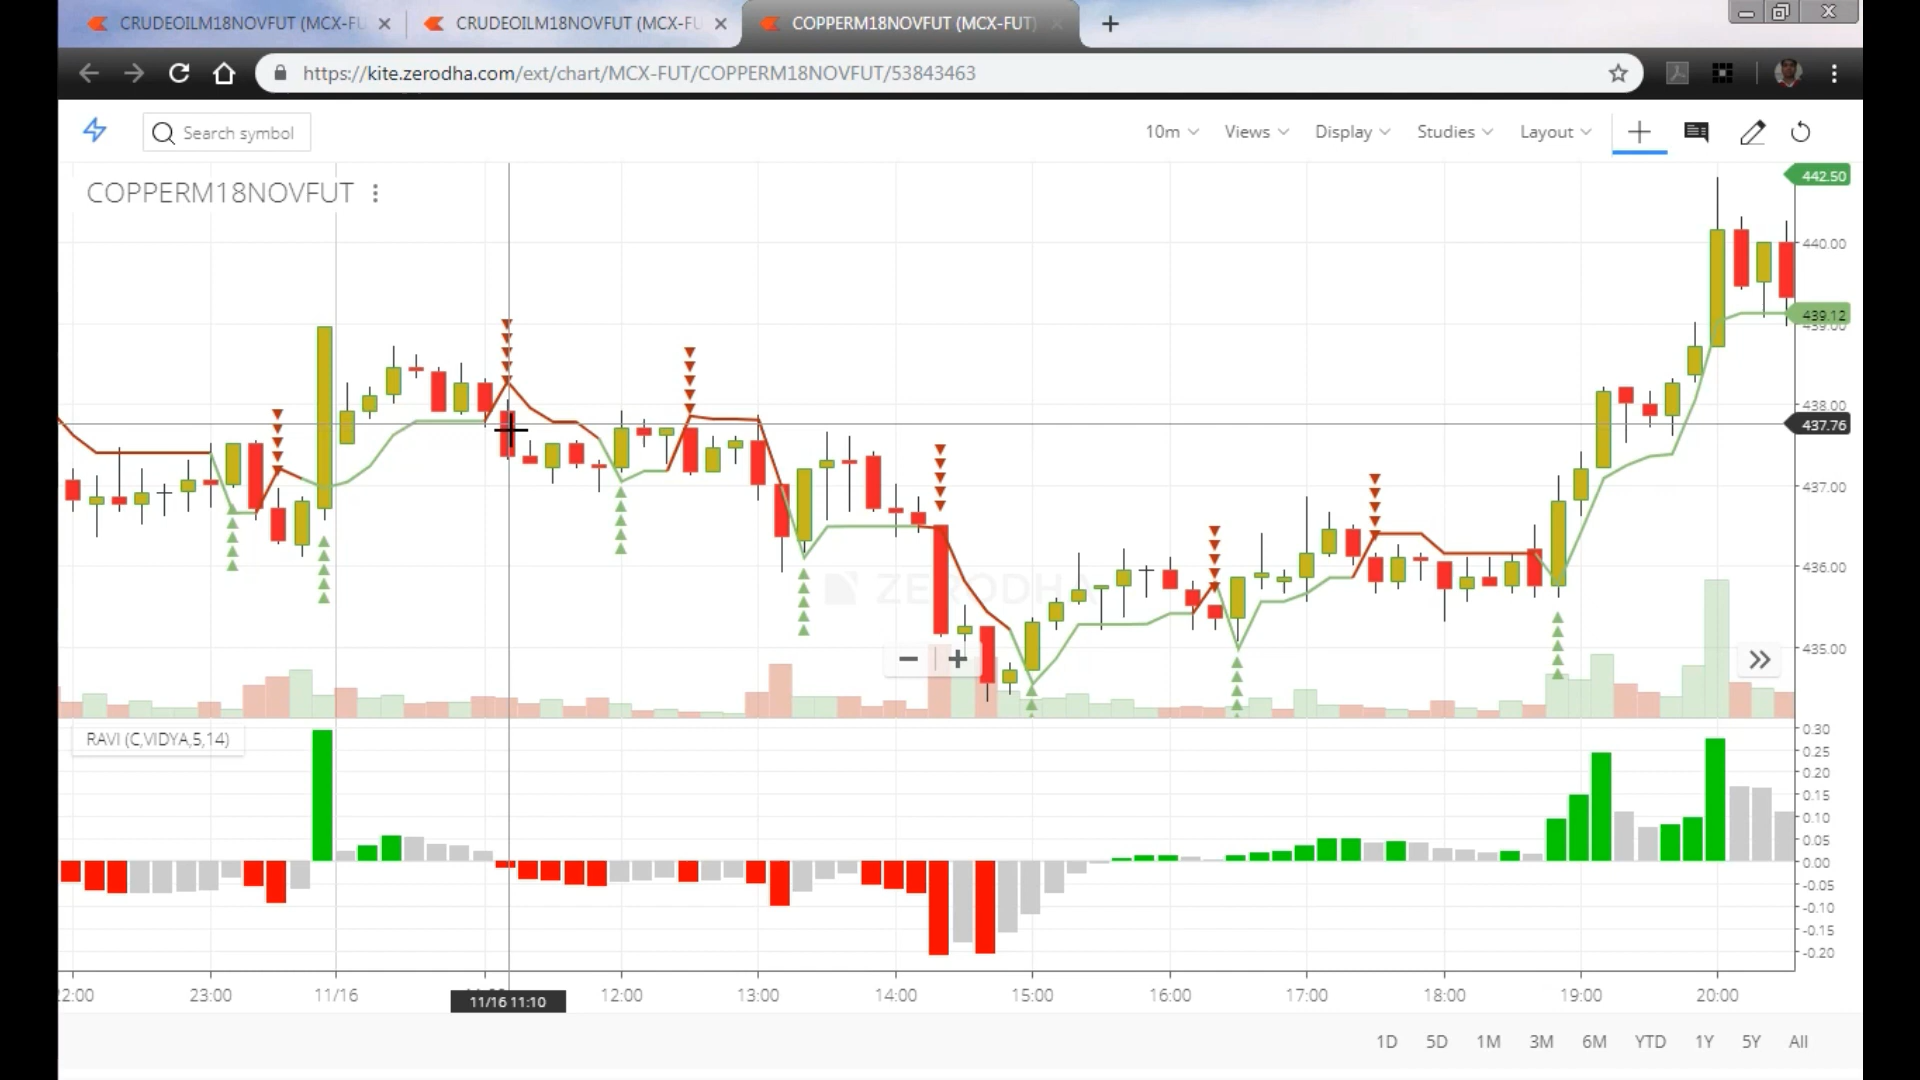 CRUDEOILM18NOVFUT (MCX-FU
CRUDEOILM18NOVFUT (MCX-FU
COPPERM18NOVFUT (MCX-FUT)
https://kite.zerodha.com/ext/chart/MCX-FUT/COPPERM18NOVFUT/53843463
Search symbol
10m Views Display Studies Layout
COPPERM18NOVFUT
442.50
440.00
439.12
439.00
438.00
437.76
437.00
436.00
435.00
ZERODHA
RAVI (C,VIDYA,5,14)
0.30
0.25
0.20
0.15
0.10
0.05
0.00
-0.05
-0.10
-0.15
-0.20
22:00 23:00 11/16 11/16 11:10 12:00 13:00 14:00 15:00 16:00 17:00 18:00 19:00 20:00
1D 5D 1M 3M 6M YTD 1Y 5Y All